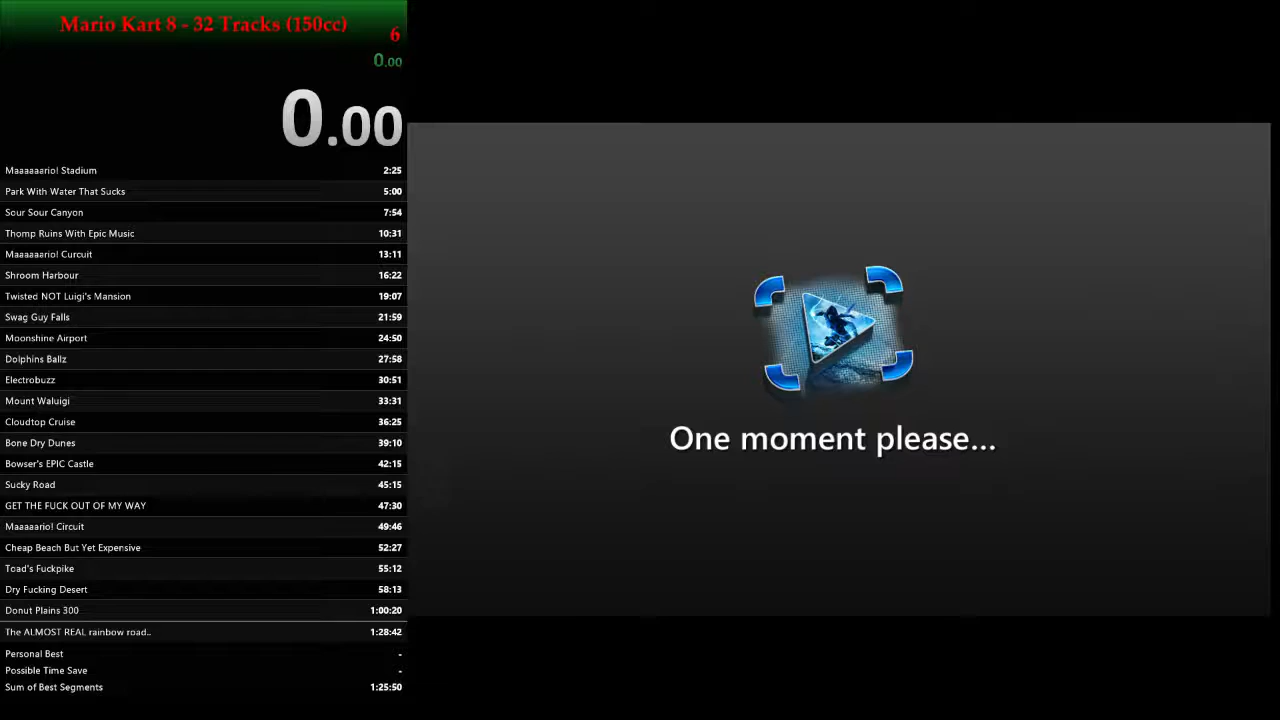 Mario Kart 8 - 32 Tracks (150cc)
6
0.00
0.00
Maaaaaario! Stadium 2:25
Park With Water That Sucks 5:00
Sour Sour Canyon 7:54
Thomp Ruins With Epic Music 10:31
Maaaaaario! Curcuit 13:11
Shroom Harbour 16:22
Twisted NOT Luigi's Mansion 19:07
Swag Guy Falls 21:59
Moonshine Airport 24:50
Dolphins Ballz 27:58
Electrobuzz 30:51
Mount Waluigi 33:31
Cloudtop Cruise 36:25
Bone Dry Dunes 39:10
Bowser's EPIC Castle 42:15
Sucky Road 45:15
GET THE FUCK OUT OF MY WAY 47:30
Maaaaario! Circuit 49:46
Cheap Beach But Yet Expensive 52:27
Toad's Fuckpike 55:12
Dry Fucking Desert 58:13
Donut Plains 300 1:00:20
The ALMOST REAL rainbow road.. 1:28:42
Personal Best -
Possible Time Save -
Sum of Best Segments 1:25:50
One moment please...